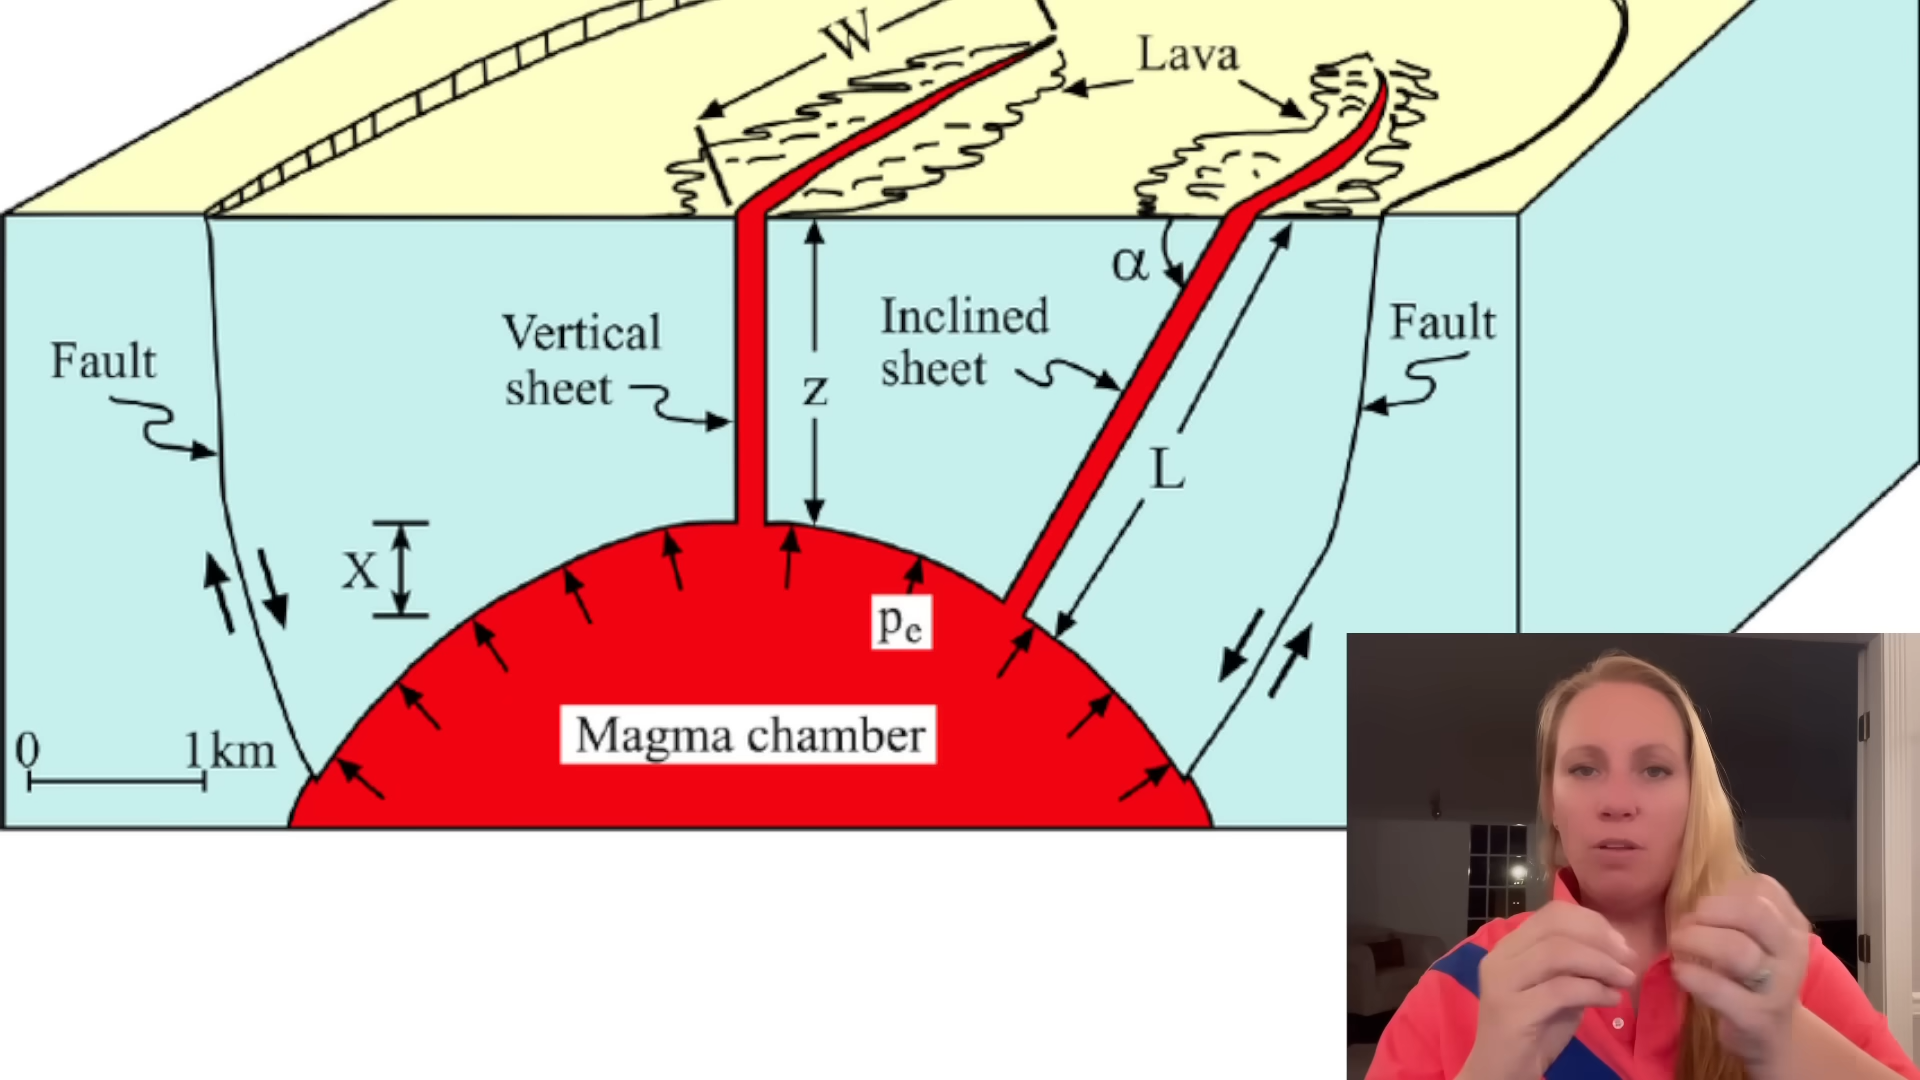 W
Lava
α
Inclined
sheet
Fault
Vertical
sheet
Fault
z
L
X
pe
Magma chamber
0 1 km